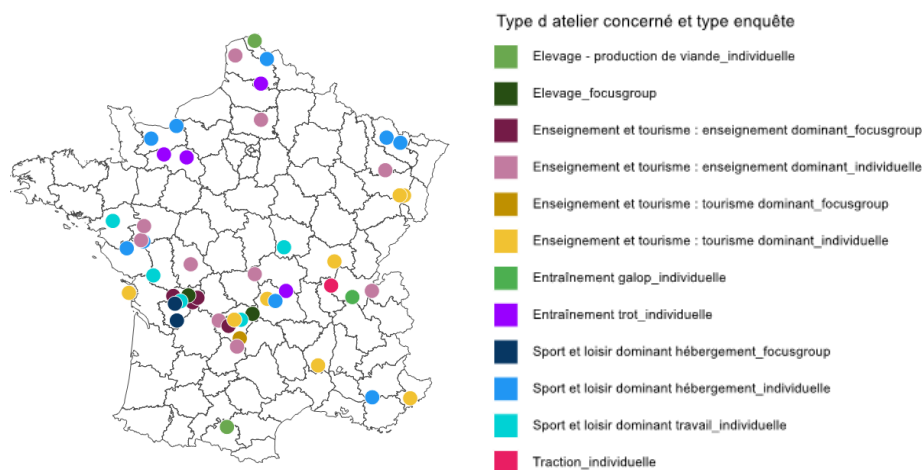 Type d atelier concerné et type enquête
Elevage - production de viande_individuelle
Elevage_focusgroup
Enseignement et tourisme : enseignement dominant_focusgroup
Enseignement et tourisme : enseignement dominant_individuelle
Enseignement et tourisme : tourisme dominant_focusgroup
Enseignement et tourisme : tourisme dominant_individuelle
Entraînement galop_individuelle
Entraînement trot_individuelle
Sport et loisir dominant hébergement_focusgroup
Sport et loisir dominant hébergement_individuelle
Sport et loisir dominant travail_individuelle
Traction_individuelle